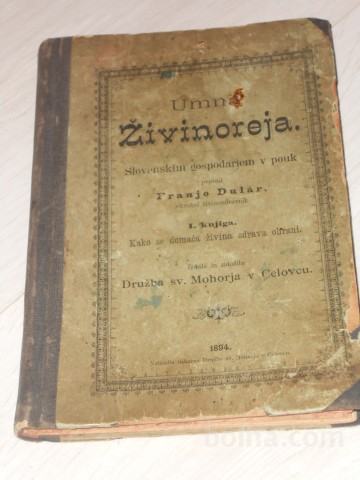 Umna
Živinoreja.
Slovenskim gospodarjem v pouk
Franjo Dular,
I. knjiga.
Kako se domača živina zdrava ohrani.
Družba sv. Mohorja v Celovcu.
1894.
bolha.com